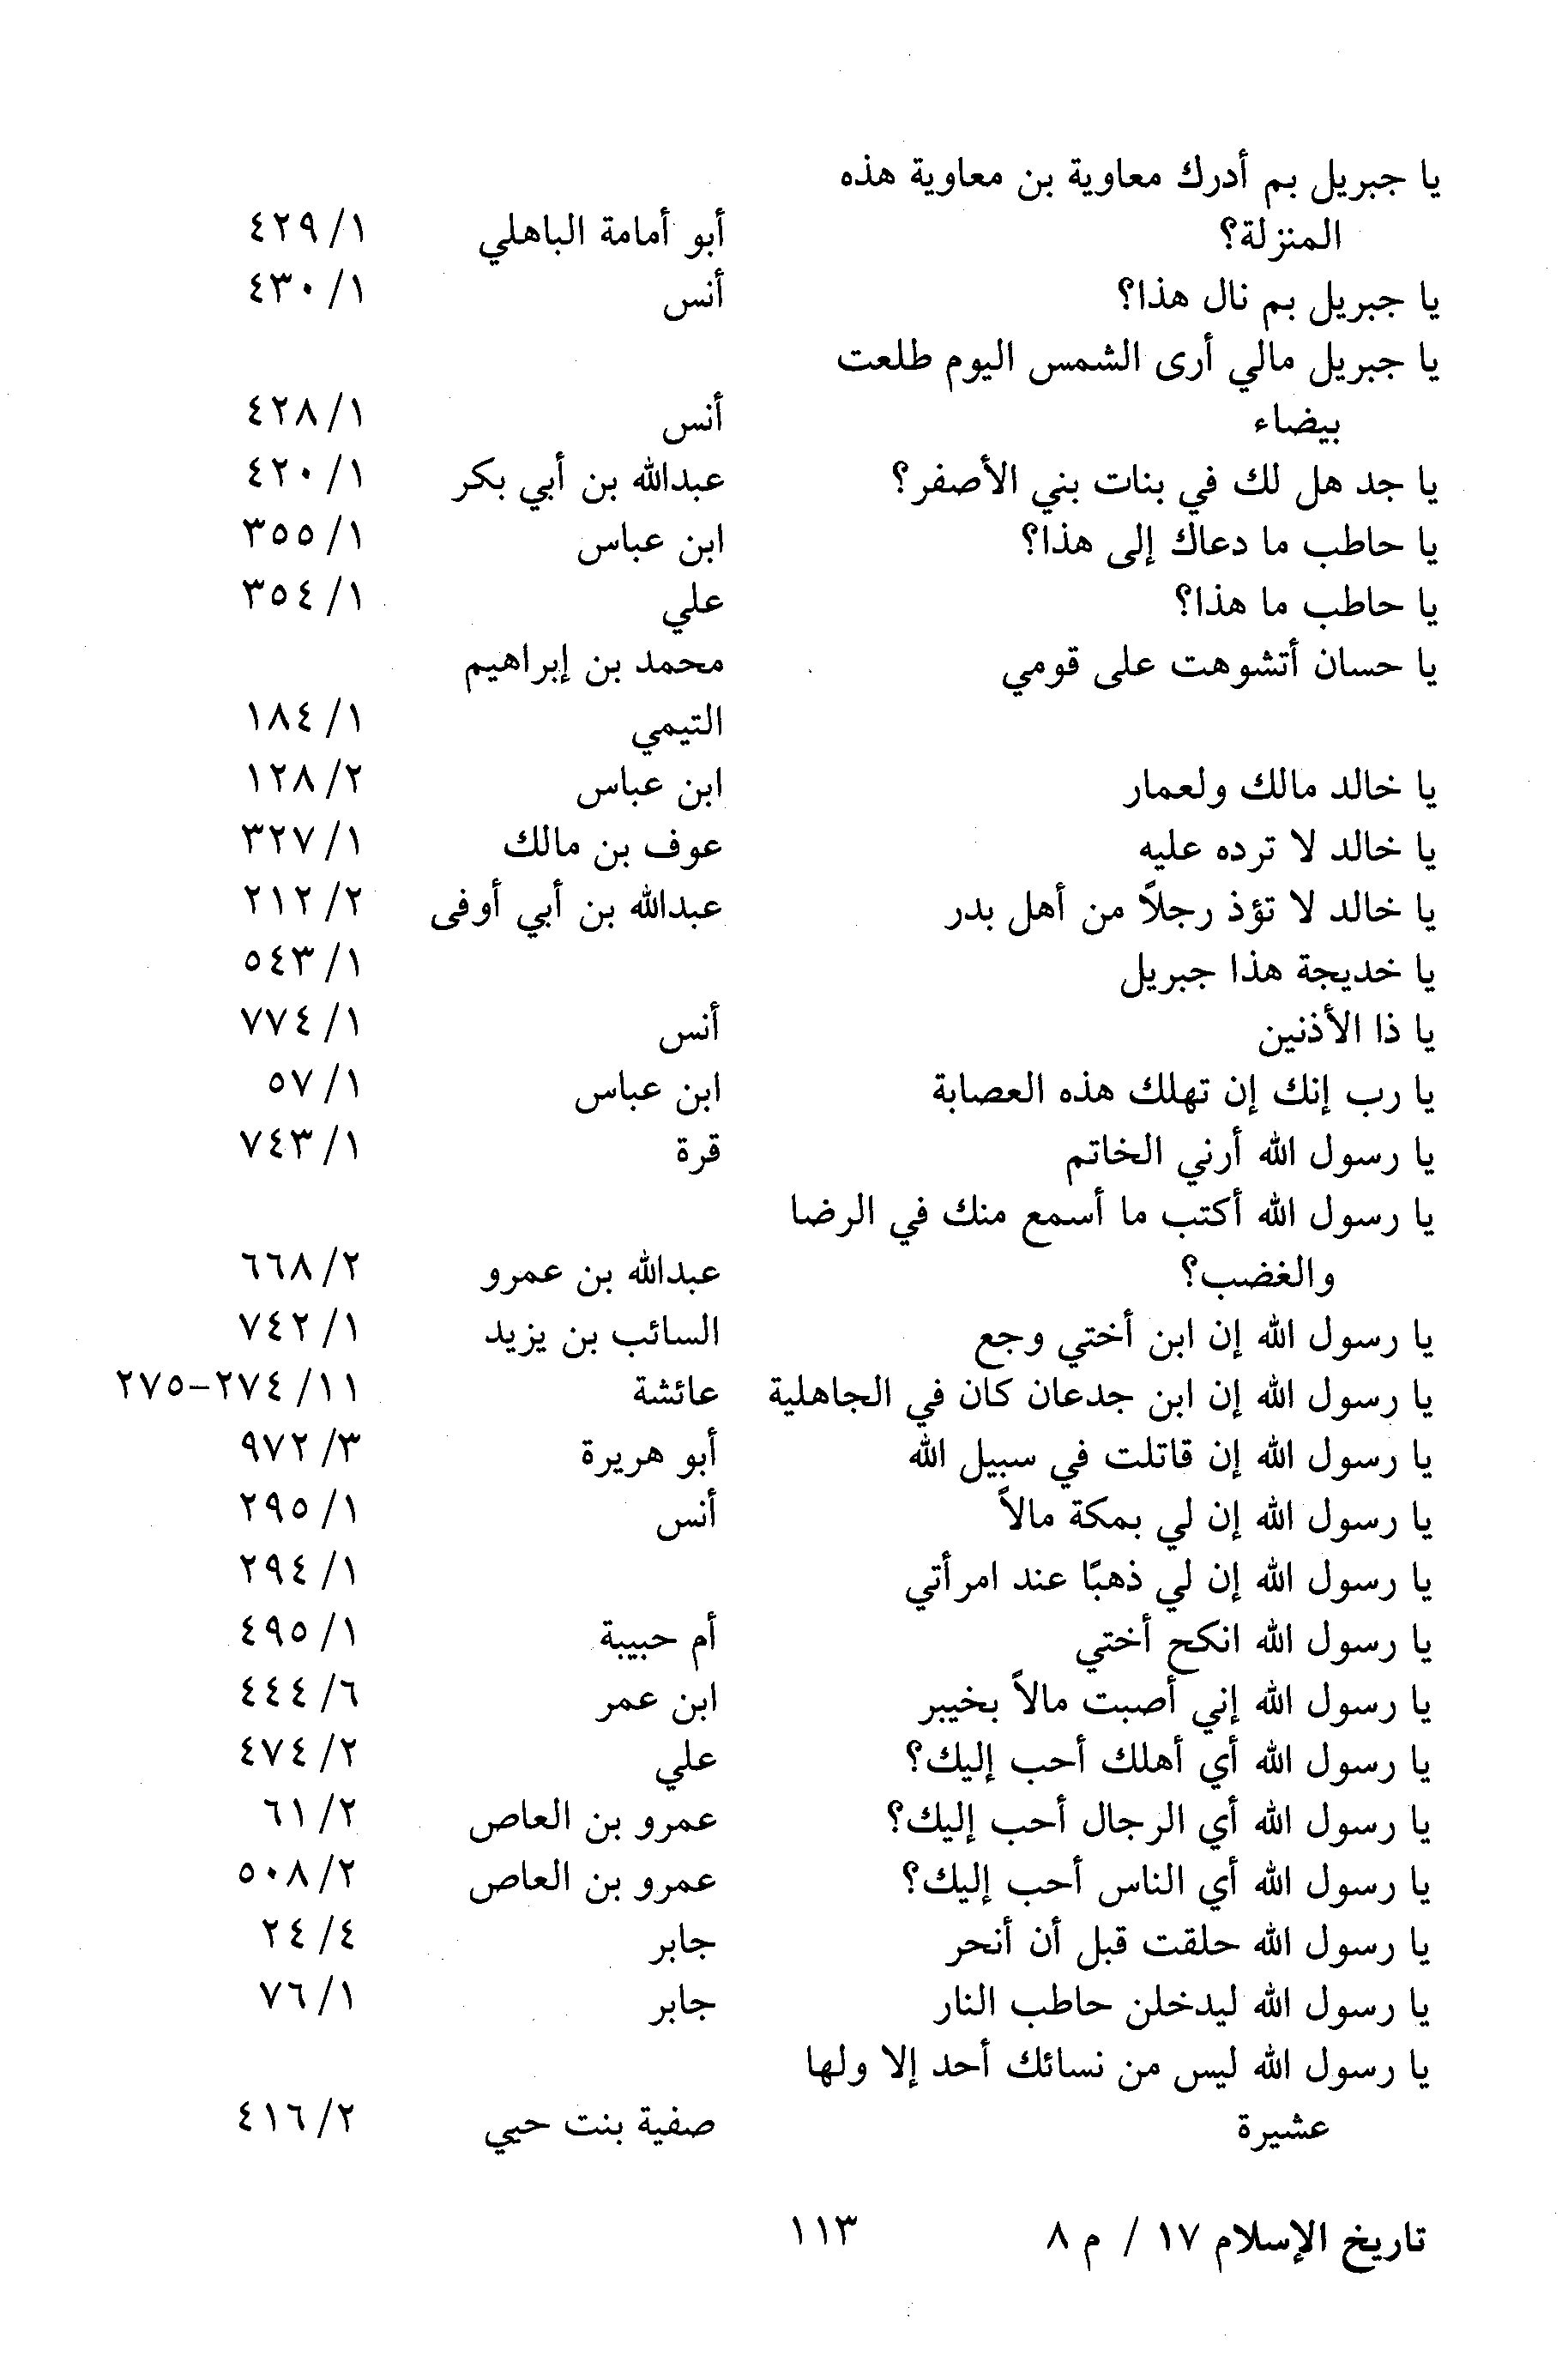 يا جبريل بم أدرك معاوية بن معاوية هذه
المنزلة؟ أبو أمامة الباهلي ١/ ٤٢٩
يا جبريل بم نال هذا؟ أنس ١/ ٤٣٠
يا جبريل مالي أرى الشمس اليوم طلعت
بيضاء أنس ١/ ٤٢٨
يا جد هل لك في بنات بني الأصفر؟ عبدالله بن أبي بكر ١/ ٤٢٠
يا حاطب ما دعاك إلى هذا؟ ابن عباس ١/ ٣٥٥
يا حاطب ما هذا؟ علي ١/ ٣٥٤
يا حسان أتشوهت على قومي محمد بن إبراهيم
التيمي ١/ ١٨٤
يا خالد مالك ولعمار ابن عباس ٢/ ١٢٨
يا خالد لا ترده عليه عوف بن مالك ١/ ٣٢٧
يا خالد لا تؤذ رجلاً من أهل بدر عبدالله بن أبي أوفى ٢/ ٢١٢
يا خديجة هذا جبريل ١/ ٥٤٣
يا ذا الأذنين أنس ١/ ٧٧٤
يا رب إنك إن تهلك هذه العصابة ابن عباس ١/ ٥٧
يا رسول الله أرني الخاتم قرة ١/ ٧٤٣
يا رسول الله أكتب ما أسمع منك في الرضا
والغضب؟ عبدالله بن عمرو ٢/ ٦٦٨
يا رسول الله إن ابن أختي وجع السائب بن يزيد ١/ ٧٤٢
يا رسول الله إن ابن جدعان كان في الجاهلية عائشة ١١/ ٢٧٤-٢٧٥
يا رسول الله إن قاتلت في سبيل الله أبو هريرة ٣/ ٩٧٢
يا رسول الله إن لي بمكة مالاً أنس ١/ ٢٩٥
يا رسول الله إن لي ذهبًا عند امرأتي ١/ ٢٩٤
يا رسول الله انكح أختي أم حبيبة ١/ ٤٩٥
يا رسول الله إني أصبت مالاً بخيبر ابن عمر ٦/ ٤٤٤
يا رسول الله أي أهلك أحب إليك؟ علي ٢/ ٤٧٤
يا رسول الله أي الرجال أحب إليك؟ عمرو بن العاص ٢/ ٦١
يا رسول الله أي الناس أحب إليك؟ عمرو بن العاص ٢/ ٥٠٨
يا رسول الله حلقت قبل أن أنحر جابر ٤/ ٢٤
يا رسول الله ليدخلن حاطب النار جابر ١/ ٧٦
يا رسول الله ليس من نسائك أحد إلا ولها
عشيرة صفية بنت حيي ٢/ ٤١٦
تاريخ الإسلام ١٧ / م ٨ ١١٣